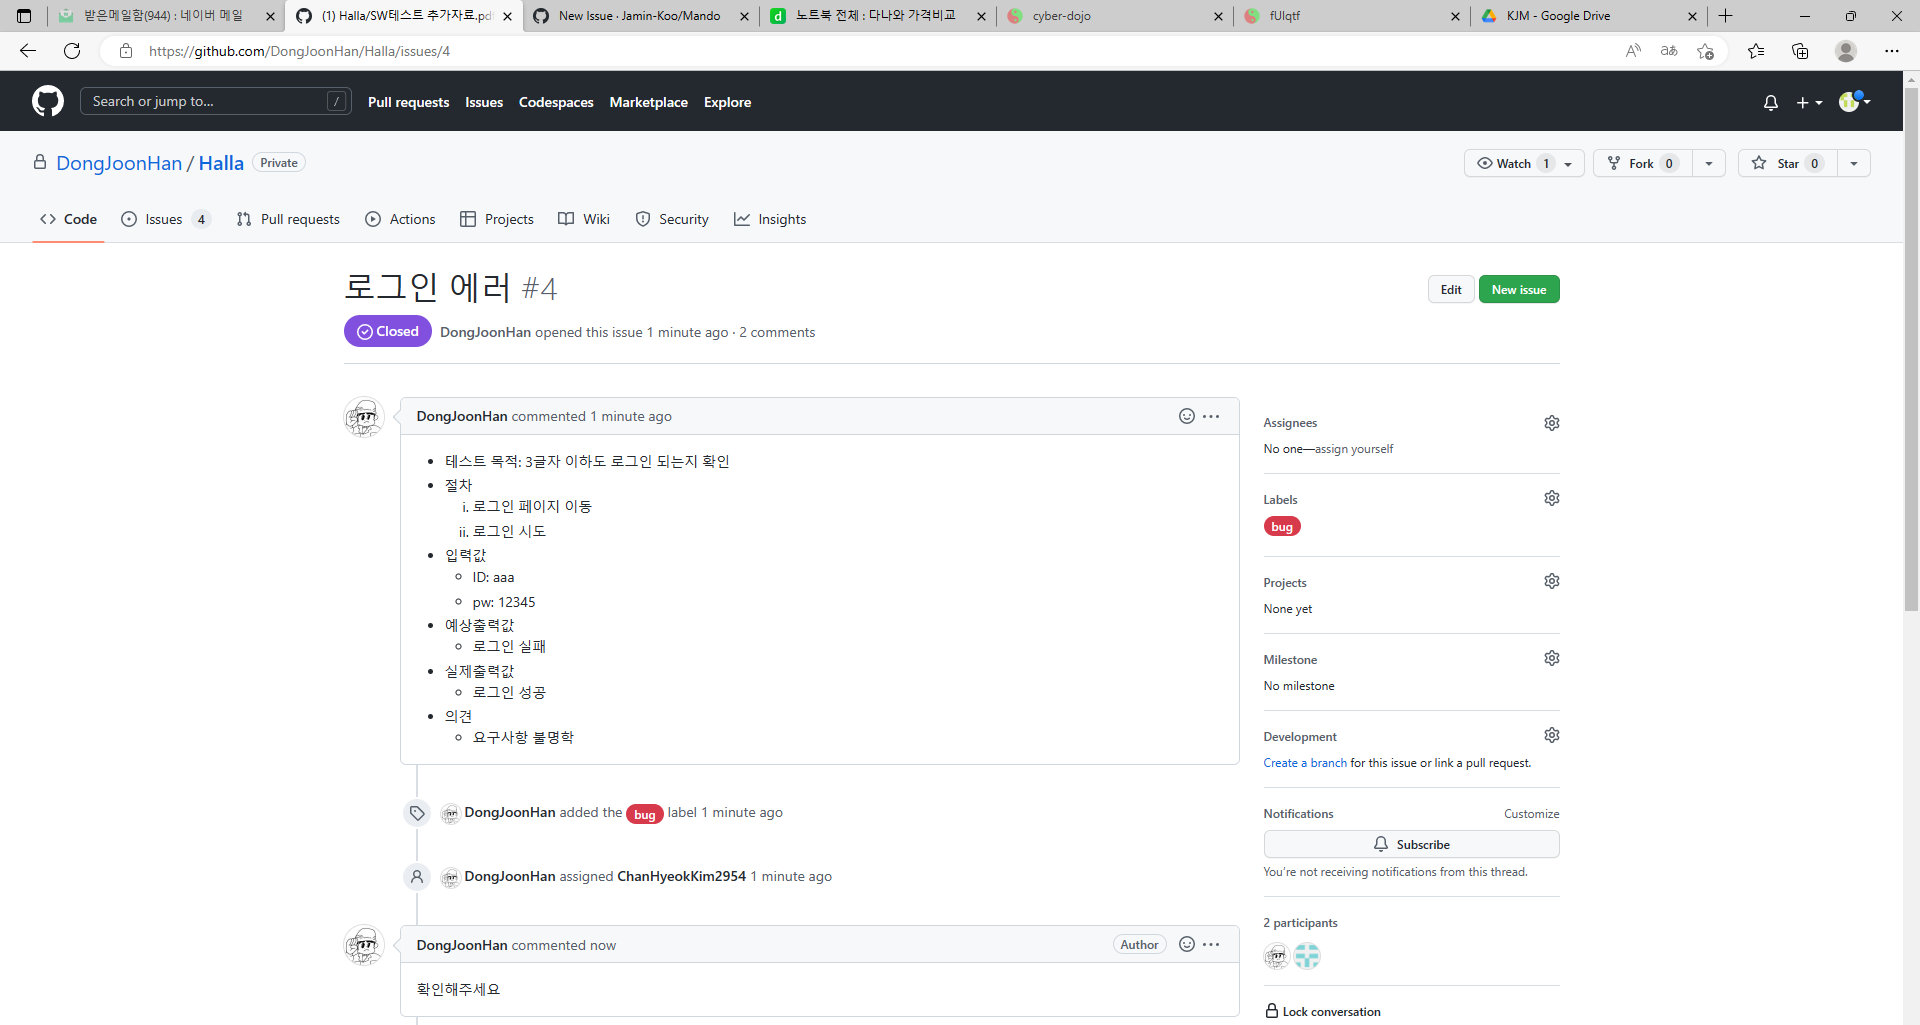 받은메일함(944) : 네이버 메일
(1) Halla/SW테스트 추가자료.pd
New Issue · Jamin-Koo/Mando
노트북 전체 : 다나와 가격비교
cyber-dojo
fUlqtf
KJM - Google Drive
https://github.com/DongJoonHan/Halla/issues/4
Search or jump to... /
Pull requests Issues Codespaces Marketplace Explore
DongJoonHan / Halla Private
Watch 1 Fork 0 Star 0
Code Issues 4 Pull requests Actions Projects Wiki Security Insights
로그인 에러 #4
Edit New issue
Closed DongJoonHan opened this issue 1 minute ago · 2 comments
DongJoonHan commented 1 minute ago
• 테스트 목적: 3글자 이하도 로그인 되는지 확인
• 절차
i. 로그인 페이지 이동
ii. 로그인 시도
• 입력값
◦ ID: aaa
◦ pw: 12345
• 예상출력값
◦ 로그인 실패
• 실제출력값
◦ 로그인 성공
• 의견
◦ 요구사항 불명학
DongJoonHan added the bug label 1 minute ago
DongJoonHan assigned ChanHyeokKim2954 1 minute ago
DongJoonHan commented now Author
확인해주세요
Assignees
No one—assign yourself
Labels
bug
Projects
None yet
Milestone
No milestone
Development
Create a branch for this issue or link a pull request.
Notifications Customize
Subscribe
You're not receiving notifications from this thread.
2 participants
Lock conversation